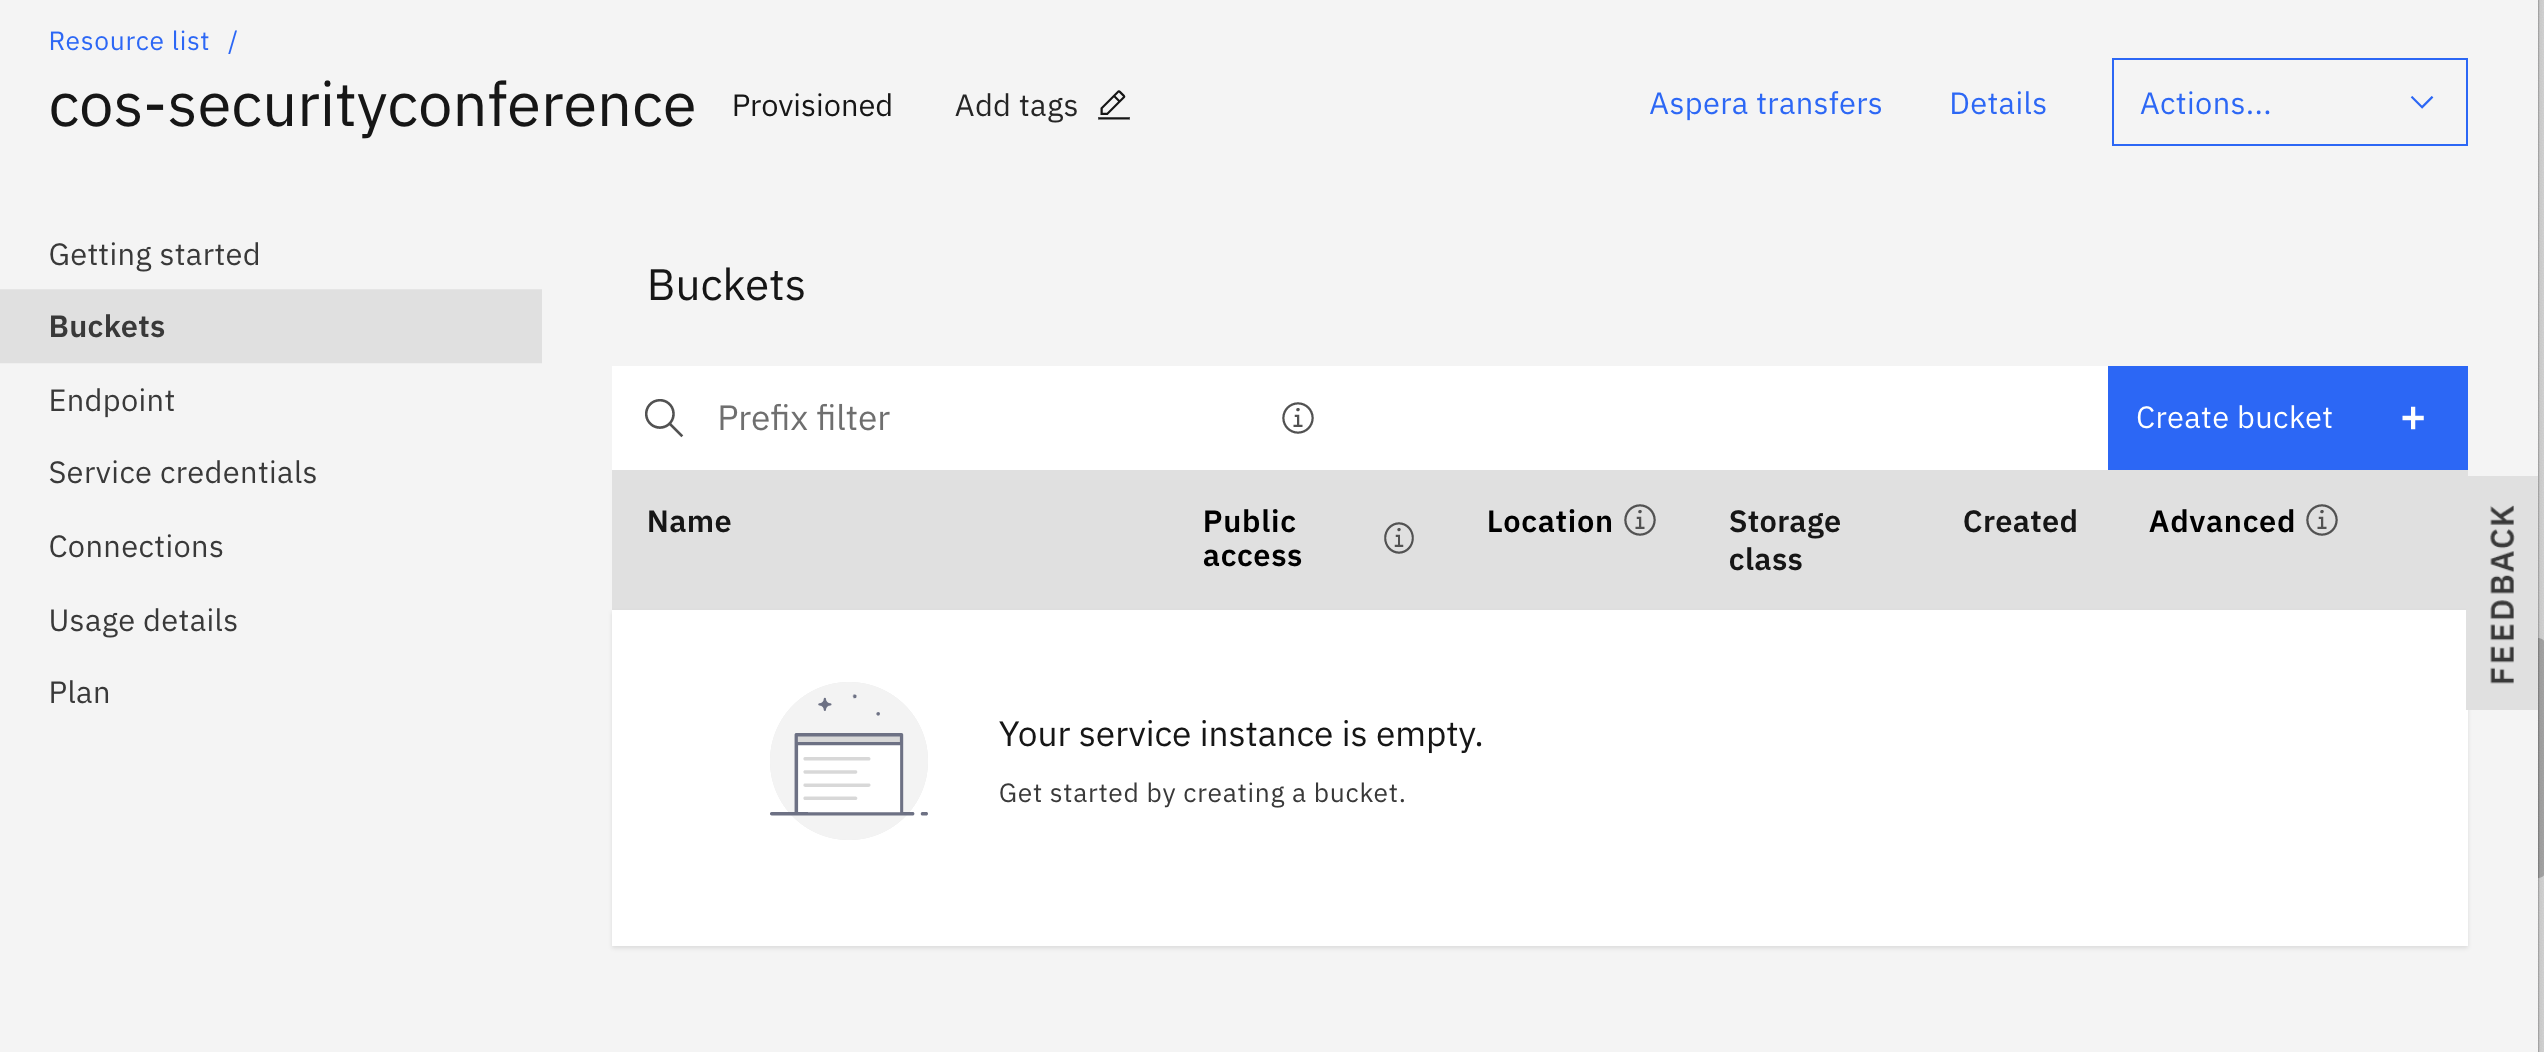 Resource list /
cos-securityconference Provisioned Add tags Aspera transfers Details Actions...
Getting started
Buckets
Endpoint
Service credentials
Connections
Usage details
Plan
Buckets
Prefix filter Create bucket +
Name Public access Location Storage class Created Advanced
Your service instance is empty.
Get started by creating a bucket.
FEEDBACK